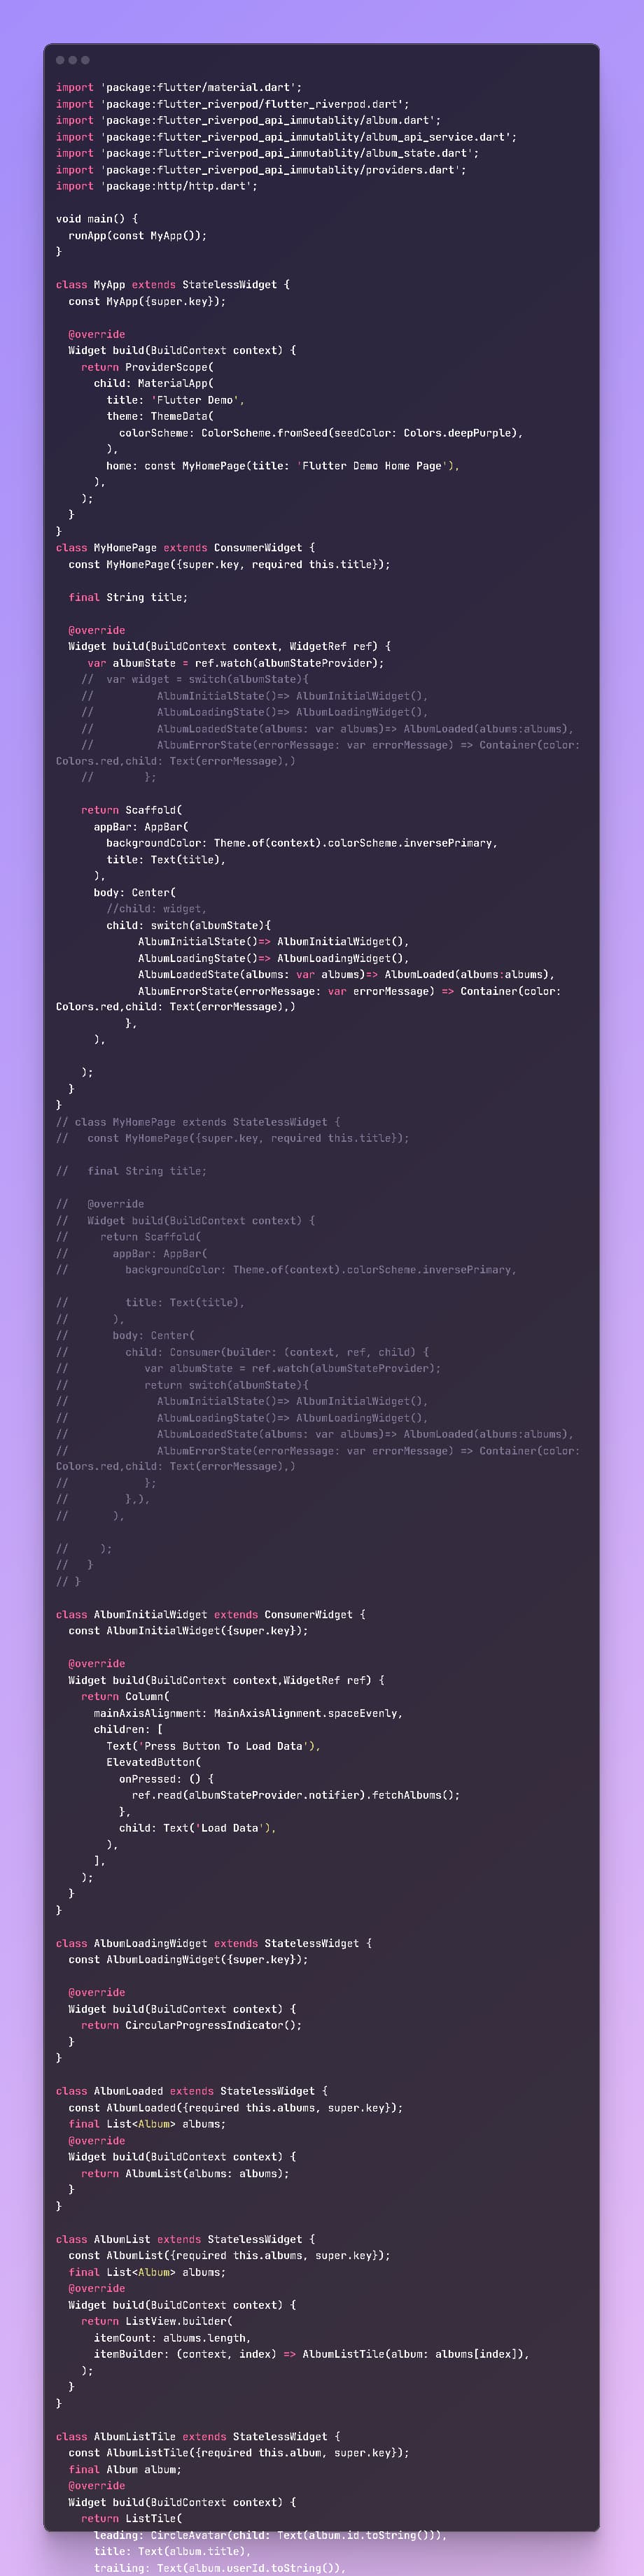 import 'package:flutter/material.dart';
import 'package:flutter_riverpod/flutter_riverpod.dart';
import 'package:flutter_riverpod_api_immutablity/album.dart';
import 'package:flutter_riverpod_api_immutablity/album_api_service.dart';
import 'package:flutter_riverpod_api_immutablity/album_state.dart';
import 'package:flutter_riverpod_api_immutablity/providers.dart';
import 'package:http/http.dart';

void main() {
  runApp(const MyApp());
}

class MyApp extends StatelessWidget {
  const MyApp({super.key});

  @override
  Widget build(BuildContext context) {
    return ProviderScope(
      child: MaterialApp(
        title: 'Flutter Demo',
        theme: ThemeData(
          colorScheme: ColorScheme.fromSeed(seedColor: Colors.deepPurple),
        ),
        home: const MyHomePage(title: 'Flutter Demo Home Page'),
      ),
    );
  }
}
class MyHomePage extends ConsumerWidget {
  const MyHomePage({super.key, required this.title});

  final String title;

  @override
  Widget build(BuildContext context, WidgetRef ref) {
     var albumState = ref.watch(albumStateProvider);
    //  var widget = switch(albumState){
    //          AlbumInitialState()=> AlbumInitialWidget(),
    //          AlbumLoadingState()=> AlbumLoadingWidget(),
    //          AlbumLoadedState(albums: var albums)=> AlbumLoaded(albums:albums),
    //          AlbumErrorState(errorMessage: var errorMessage) => Container(color:
Colors.red,child: Text(errorMessage),)
    //        };

    return Scaffold(
      appBar: AppBar(
        backgroundColor: Theme.of(context).colorScheme.inversePrimary,
        title: Text(title),
      ),
      body: Center(
        //child: widget,
        child: switch(albumState){
             AlbumInitialState()=> AlbumInitialWidget(),
             AlbumLoadingState()=> AlbumLoadingWidget(),
             AlbumLoadedState(albums: var albums)=> AlbumLoaded(albums:albums),
             AlbumErrorState(errorMessage: var errorMessage) => Container(color:
Colors.red,child: Text(errorMessage),)
           },
      ),

    );
  }
}
// class MyHomePage extends StatelessWidget {
//   const MyHomePage({super.key, required this.title});

//   final String title;

//   @override
//   Widget build(BuildContext context) {
//     return Scaffold(
//       appBar: AppBar(
//         backgroundColor: Theme.of(context).colorScheme.inversePrimary,

//         title: Text(title),
//       ),
//       body: Center(
//         child: Consumer(builder: (context, ref, child) {
//            var albumState = ref.watch(albumStateProvider);
//            return switch(albumState){
//              AlbumInitialState()=> AlbumInitialWidget(),
//              AlbumLoadingState()=> AlbumLoadingWidget(),
//              AlbumLoadedState(albums: var albums)=> AlbumLoaded(albums:albums),
//              AlbumErrorState(errorMessage: var errorMessage) => Container(color:
Colors.red,child: Text(errorMessage),)
//            };
//         },),
//       ),

//     );
//   }
// }

class AlbumInitialWidget extends ConsumerWidget {
  const AlbumInitialWidget({super.key});

  @override
  Widget build(BuildContext context,WidgetRef ref) {
    return Column(
      mainAxisAlignment: MainAxisAlignment.spaceEvenly,
      children: [
        Text('Press Button To Load Data'),
        ElevatedButton(
          onPressed: () {
            ref.read(albumStateProvider.notifier).fetchAlbums();
          },
          child: Text('Load Data'),
        ),
      ],
    );
  }
}

class AlbumLoadingWidget extends StatelessWidget {
  const AlbumLoadingWidget({super.key});

  @override
  Widget build(BuildContext context) {
    return CircularProgressIndicator();
  }
}

class AlbumLoaded extends StatelessWidget {
  const AlbumLoaded({required this.albums, super.key});
  final List<Album> albums;
  @override
  Widget build(BuildContext context) {
    return AlbumList(albums: albums);
  }
}

class AlbumList extends StatelessWidget {
  const AlbumList({required this.albums, super.key});
  final List<Album> albums;
  @override
  Widget build(BuildContext context) {
    return ListView.builder(
      itemCount: albums.length,
      itemBuilder: (context, index) => AlbumListTile(album: albums[index]),
    );
  }
}

class AlbumListTile extends StatelessWidget {
  const AlbumListTile({required this.album, super.key});
  final Album album;
  @override
  Widget build(BuildContext context) {
    return ListTile(
      leading: CircleAvatar(child: Text(album.id.toString())),
      title: Text(album.title),
      trailing: Text(album.userId.toString()),